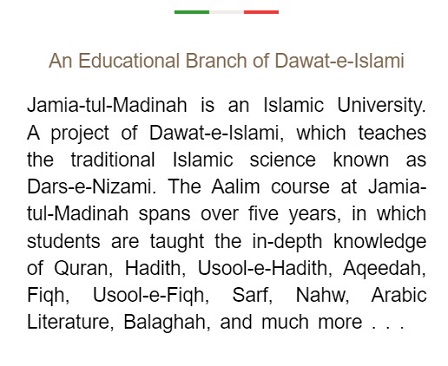 An Educational Branch of Dawat-e-Islami
Jamia-tul-Madinah is an Islamic University.
A project of Dawat-e-Islami, which teaches
the traditional Islamic science known as
Dars-e-Nizami. The Aalim course at Jamia-
tul-Madinah spans over five years, in which
students are taught the in-depth knowledge
of Quran, Hadith, Usool-e-Hadith, Aqeedah,
Fiqh, Usool-e-Fiqh, Sarf, Nahw, Arabic
Literature, Balaghah, and much more . . .